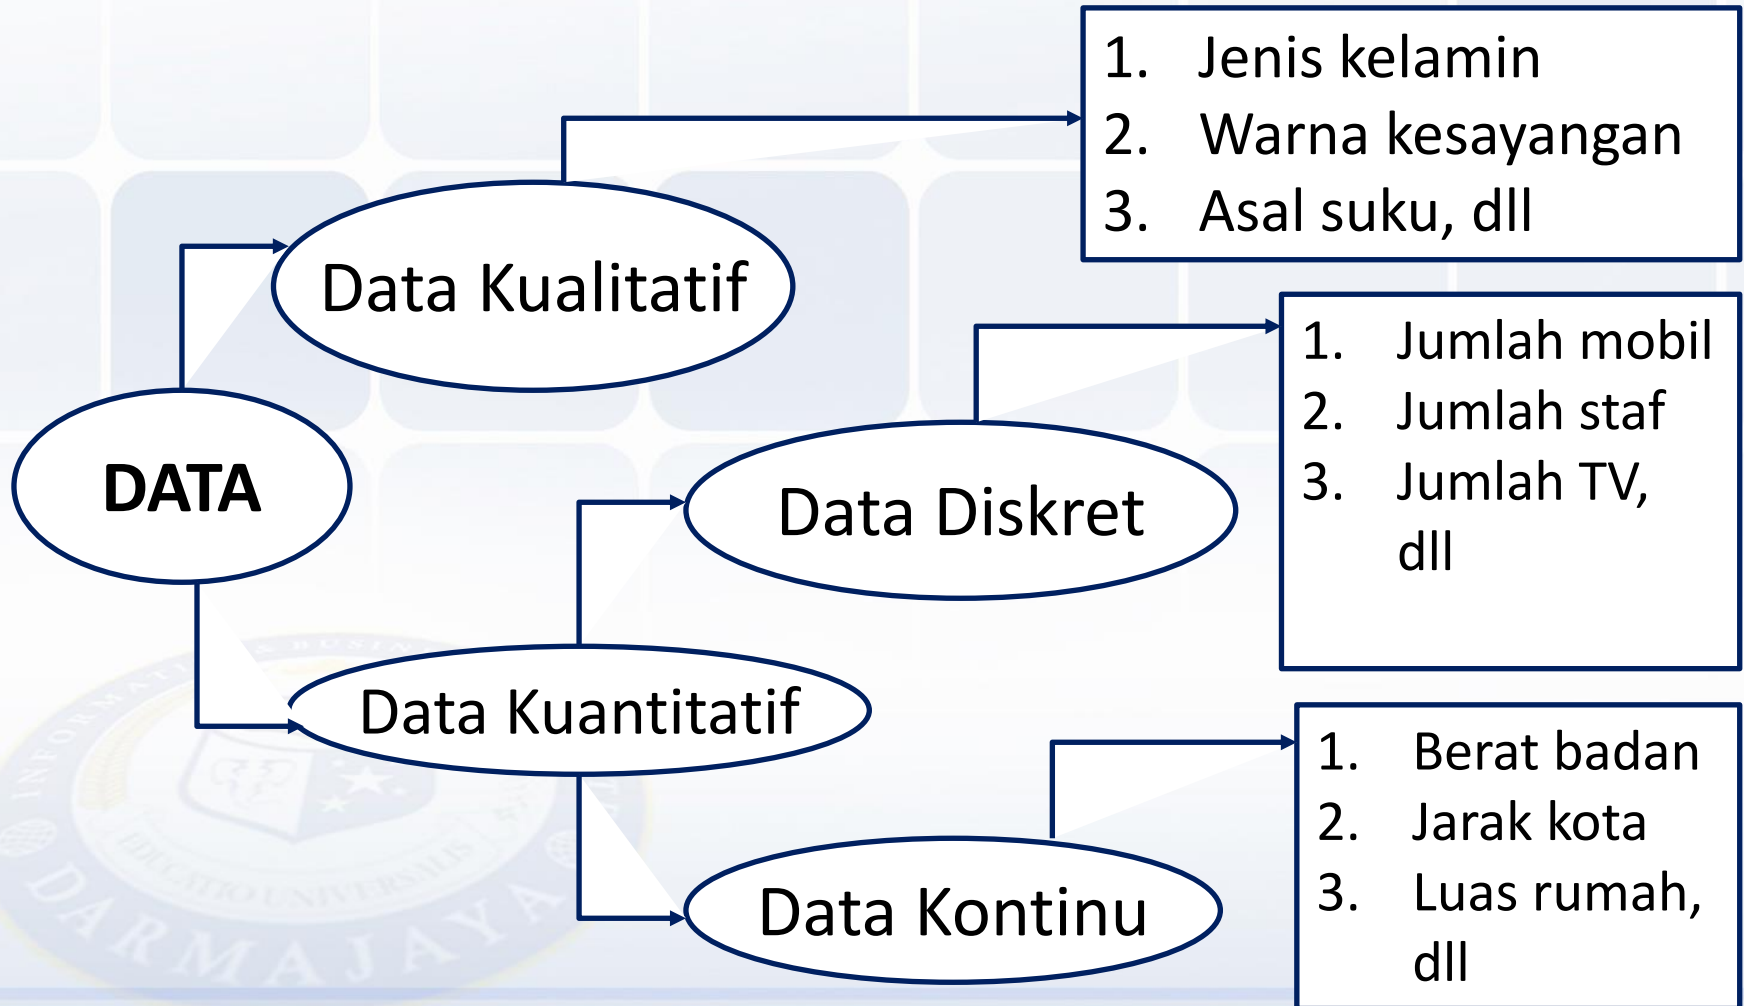 1. Jenis kelamin
2. Warna kesayangan
3. Asal suku, dll
Data Kualitatif
1. Jumlah mobil
2. Jumlah staf
3. Jumlah TV,
dll
DATA
Data Diskret
Data Kuantitatif
1. Berat badan
2. Jarak kota
3. Luas rumah,
dll
Data Kontinu
DARMAJAYA